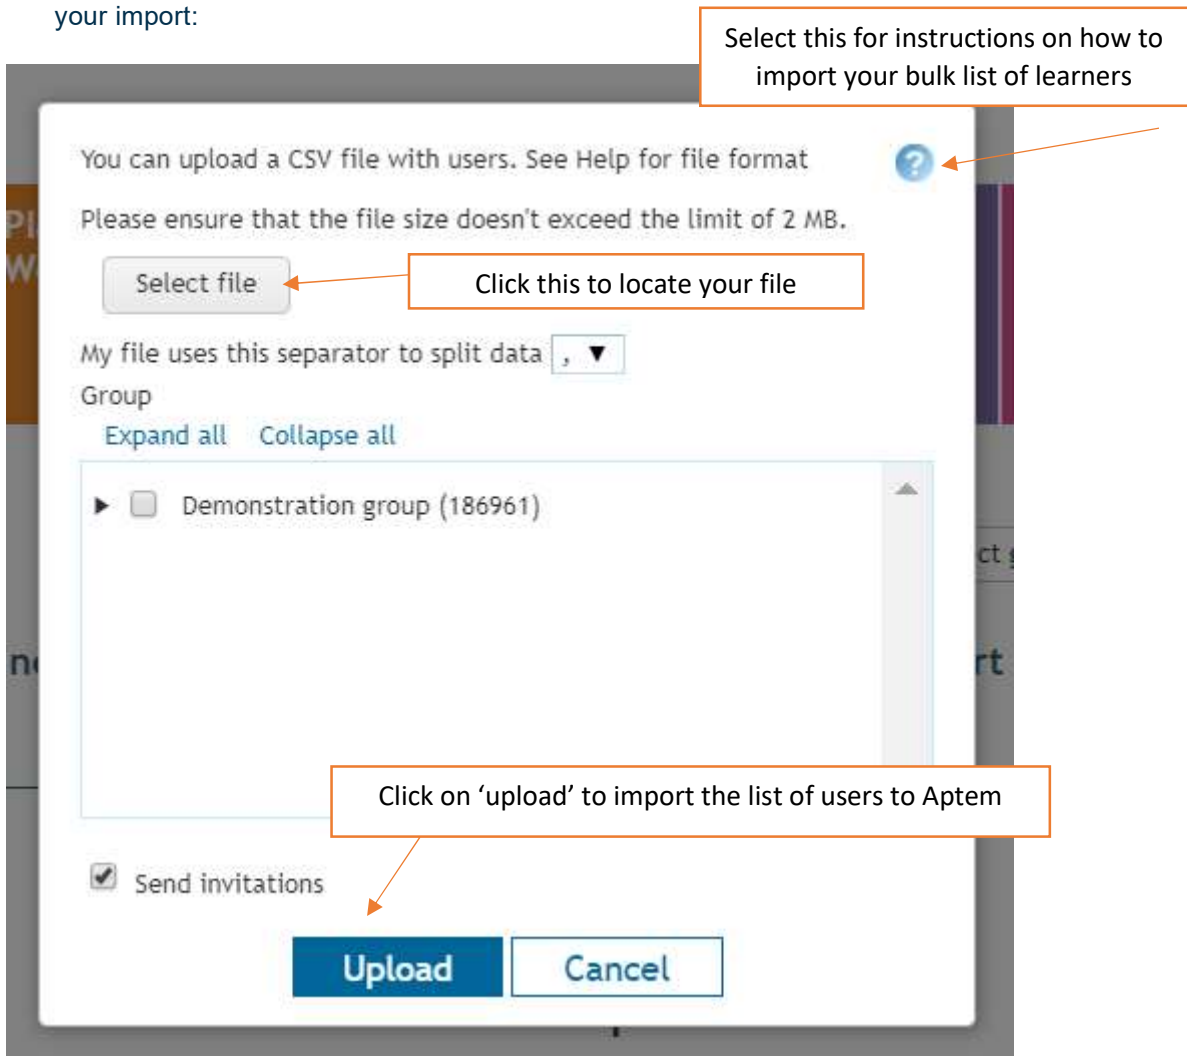 your import:
Select this for instructions on how to
import your bulk list of learners
You can upload a CSV file with users. See Help for file format
?
Please ensure that the file size doesn't exceed the limit of 2 MB.
Select file
Click this to locate your file
My file uses this separator to split data , ▼
Group
Expand all Collapse all
Demonstration group (186961)
Click on ‘upload’ to import the list of users to Aptem
Send invitations
Upload Cancel